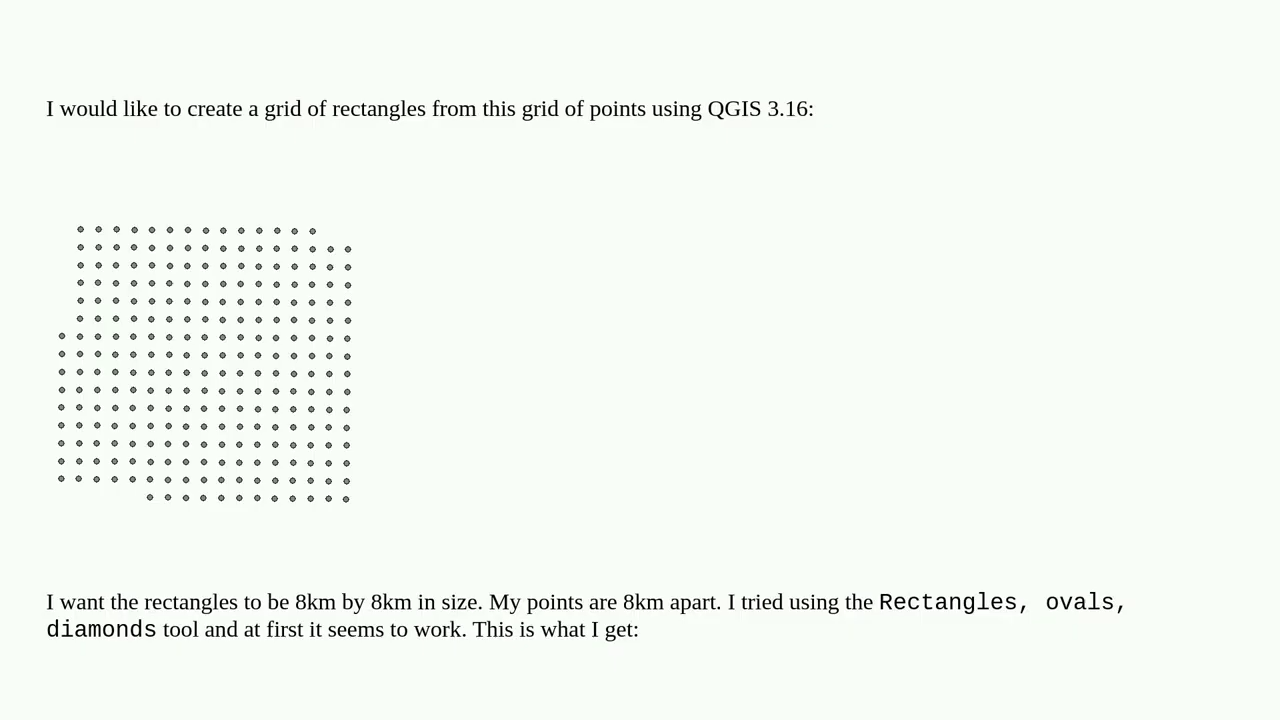 I would like to create a grid of rectangles from this grid of points using QGIS 3.16:
I want the rectangles to be 8km by 8km in size. My points are 8km apart. I tried using the Rectangles, ovals,
diamonds tool and at first it seems to work. This is what I get: